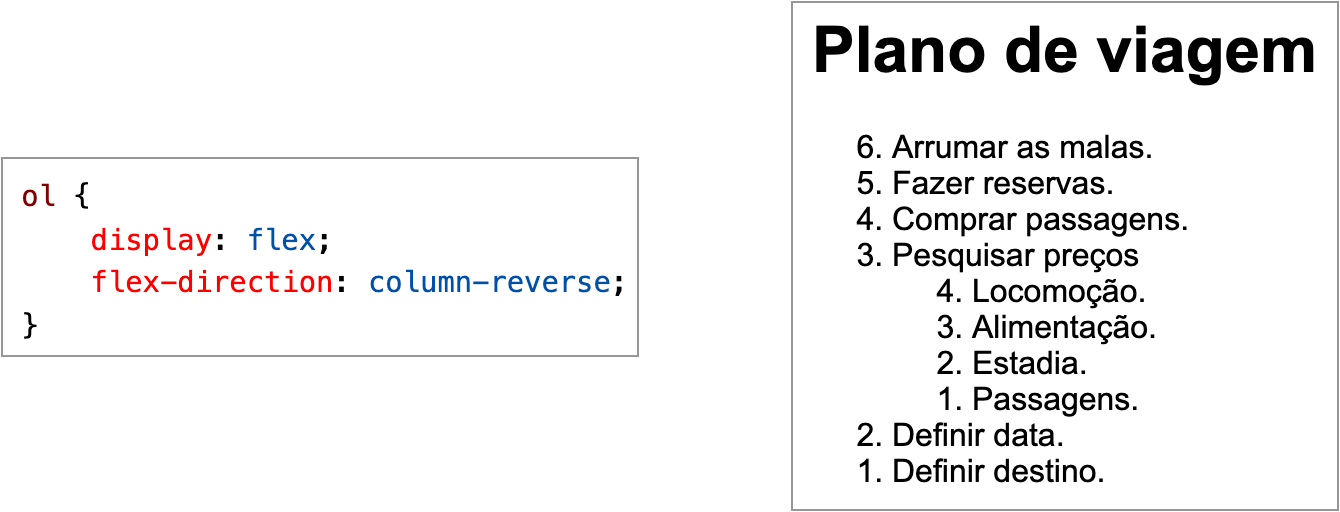 ol {
display: flex;
flex-direction: column-reverse;
}
Plano de viagem
6. Arrumar as malas.
5. Fazer reservas.
4. Comprar passagens.
3. Pesquisar preços
4. Locomoção.
3. Alimentação.
2. Estadia.
1. Passagens.
2. Definir data.
1. Definir destino.